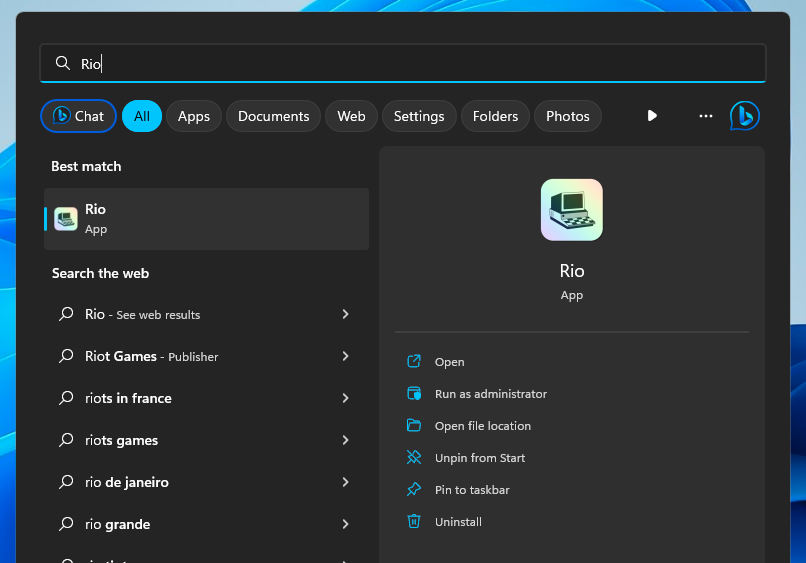 Rio
Chat
All
Apps
Documents
Web
Settings
Folders
Photos
Best match
Rio
App
Search the web
Rio - See web results
Riot Games - Publisher
riots in france
riots games
rio de janeiro
rio grande
Rio
App
Open
Run as administrator
Open file location
Unpin from Start
Pin to taskbar
Uninstall